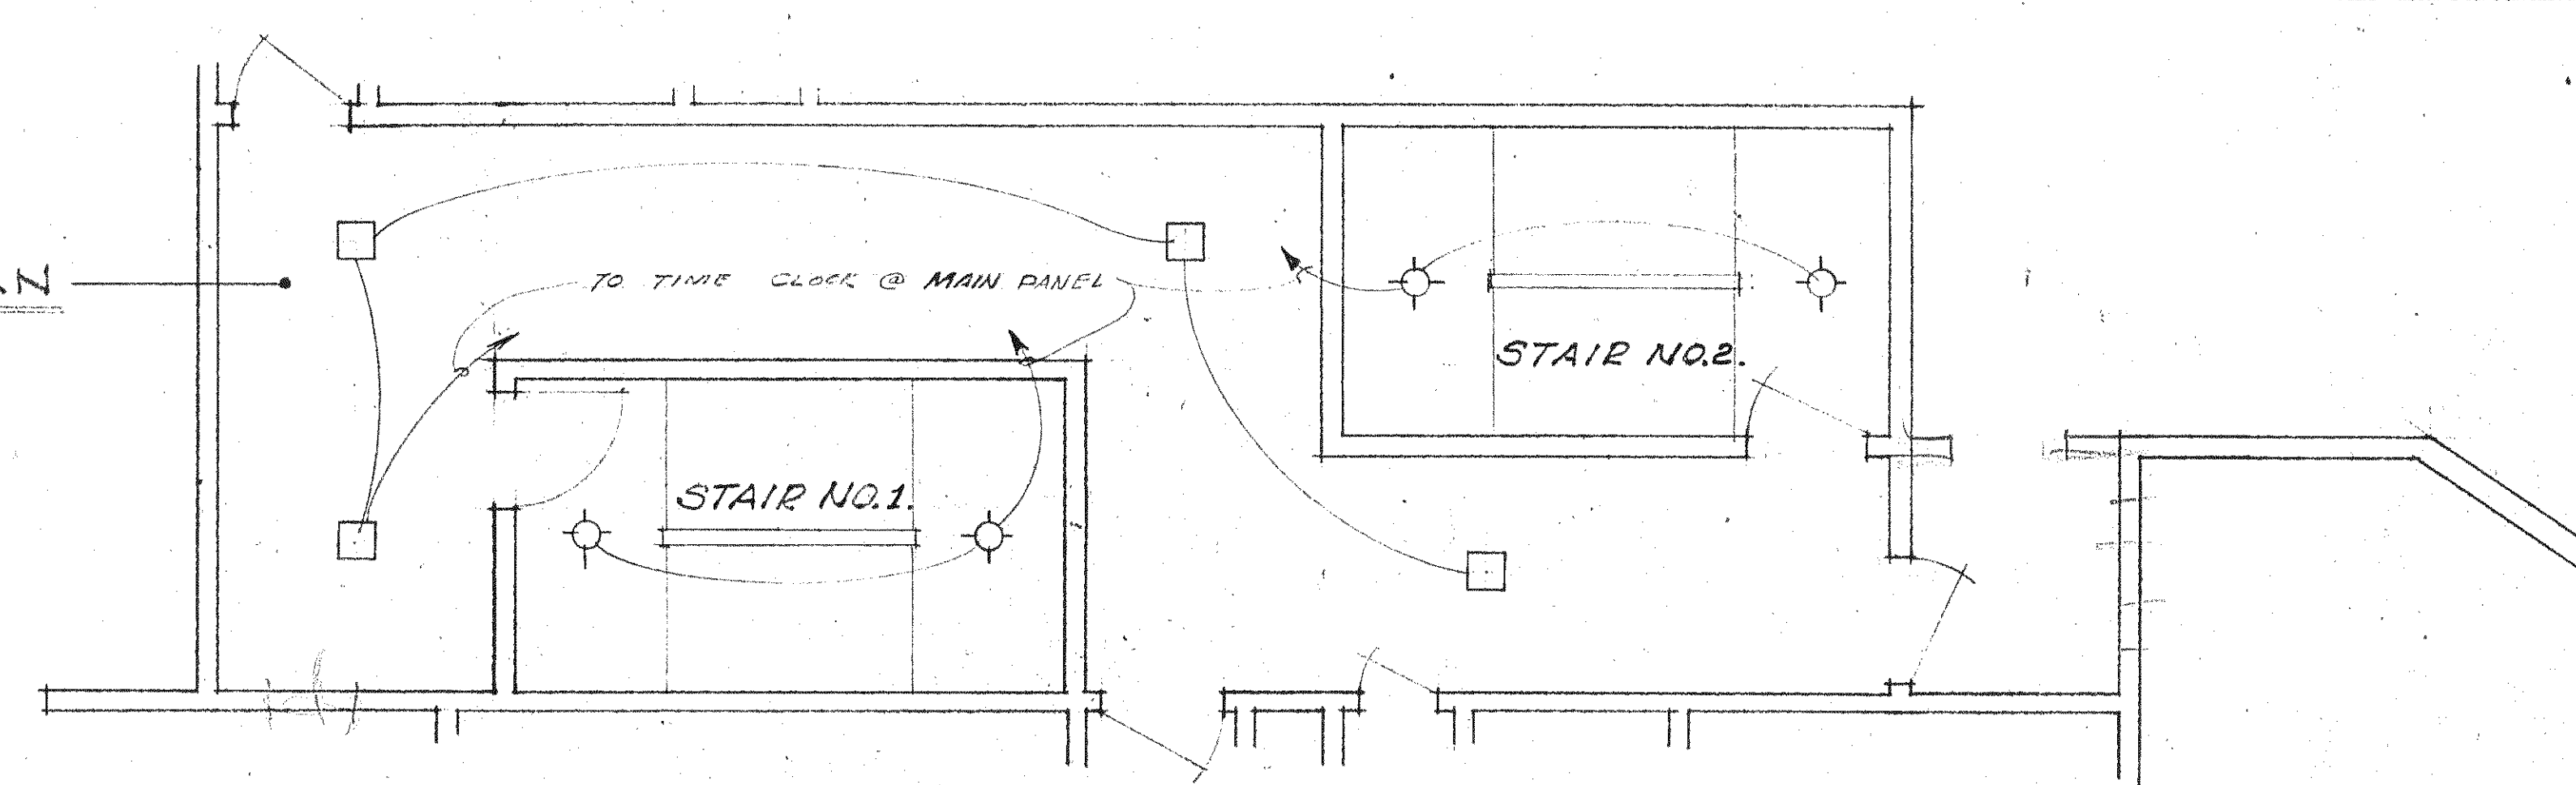 TO TIME CLOCK @ MAIN PANEL
STAIR NO.2.
STAIR NO.1.